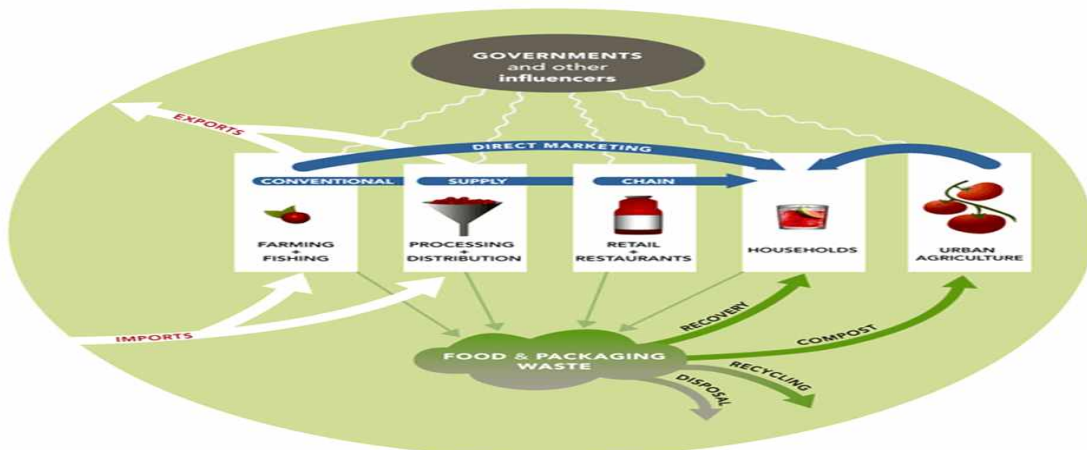 GOVERNMENTS
and other
influencers
EXPORTS
DIRECT MARKETING
CONVENTIONAL SUPPLY CHAIN
FARMING
+
FISHING
PROCESSING
+
DISTRIBUTION
RETAIL
+
RESTAURANTS
HOUSEHOLDS
URBAN
AGRICULTURE
IMPORTS
FOOD & PACKAGING
WASTE
RECOVERY
COMPOST
RECYCLING
DISPOSAL